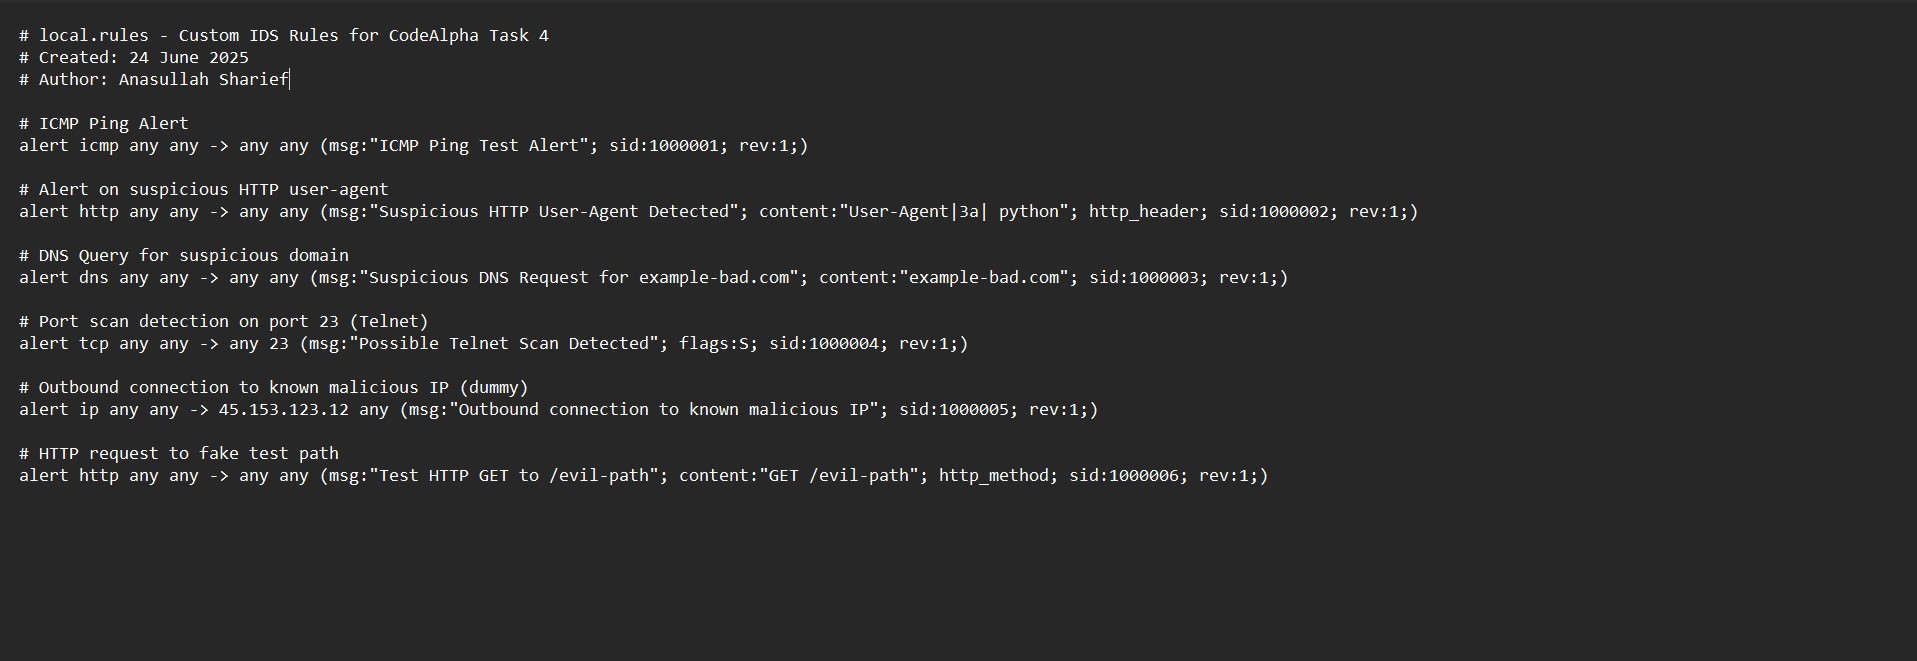 # local.rules - Custom IDS Rules for CodeAlpha Task 4
# Created: 24 June 2025
# Author: Anasullah Sharief
# ICMP Ping Alert
alert icmp any any -> any any (msg:"ICMP Ping Test Alert"; sid:1000001; rev:1;)
# Alert on suspicious HTTP user-agent
alert http any any -> any any (msg:"Suspicious HTTP User-Agent Detected"; content:"User-Agent|3a| python"; http_header; sid:1000002; rev:1;)
# DNS Query for suspicious domain
alert dns any any -> any any (msg:"Suspicious DNS Request for example-bad.com"; content:"example-bad.com"; sid:1000003; rev:1;)
# Port scan detection on port 23 (Telnet)
alert tcp any any -> any 23 (msg:"Possible Telnet Scan Detected"; flags:S; sid:1000004; rev:1;)
# Outbound connection to known malicious IP (dummy)
alert ip any any -> 45.153.123.12 any (msg:"Outbound connection to known malicious IP"; sid:1000005; rev:1;)
# HTTP request to fake test path
alert http any any -> any any (msg:"Test HTTP GET to /evil-path"; content:"GET /evil-path"; http_method; sid:1000006; rev:1;)